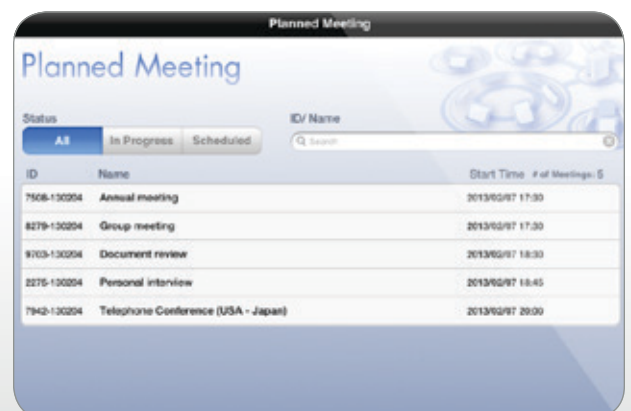 Planned Meeting
Planned Meeting
Status
ID/ Name
All In Progress Scheduled
Search
ID Name Start Time # of Meetings: 5
7508-130204 Annual meeting 2013/02/07 17:30
8279-130204 Group meeting 2013/02/07 17:30
9703-130204 Document review 2013/02/07 18:30
2275-130204 Personal interview 2013/02/07 18:45
7942-130204 Telephone Conference (USA - Japan) 2013/02/07 20:00